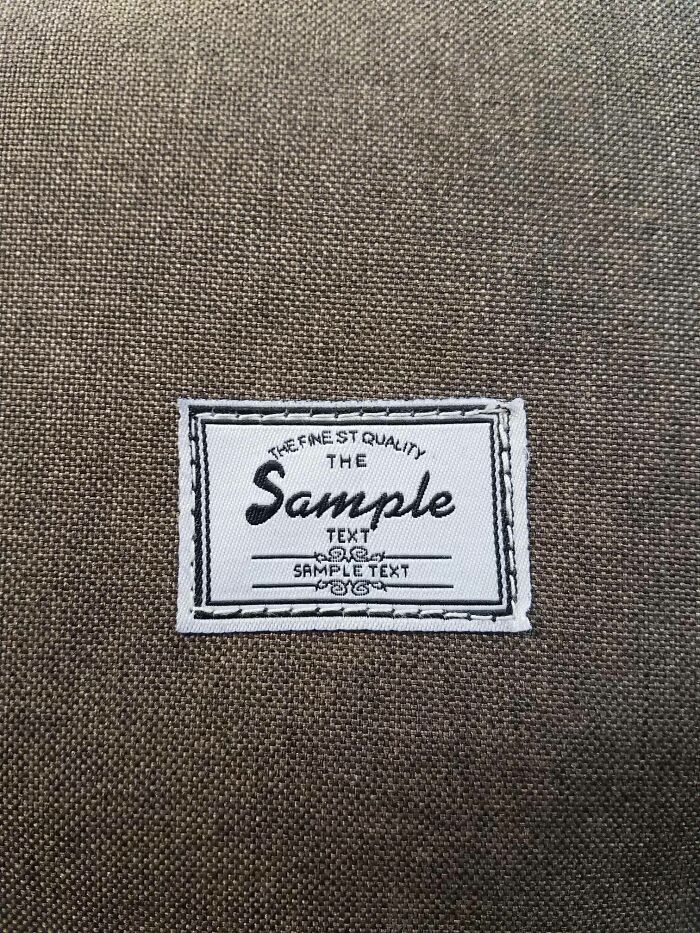 THE FINE ST QUALITY
THE
Sample
TEXT
SAMPLE TEXT